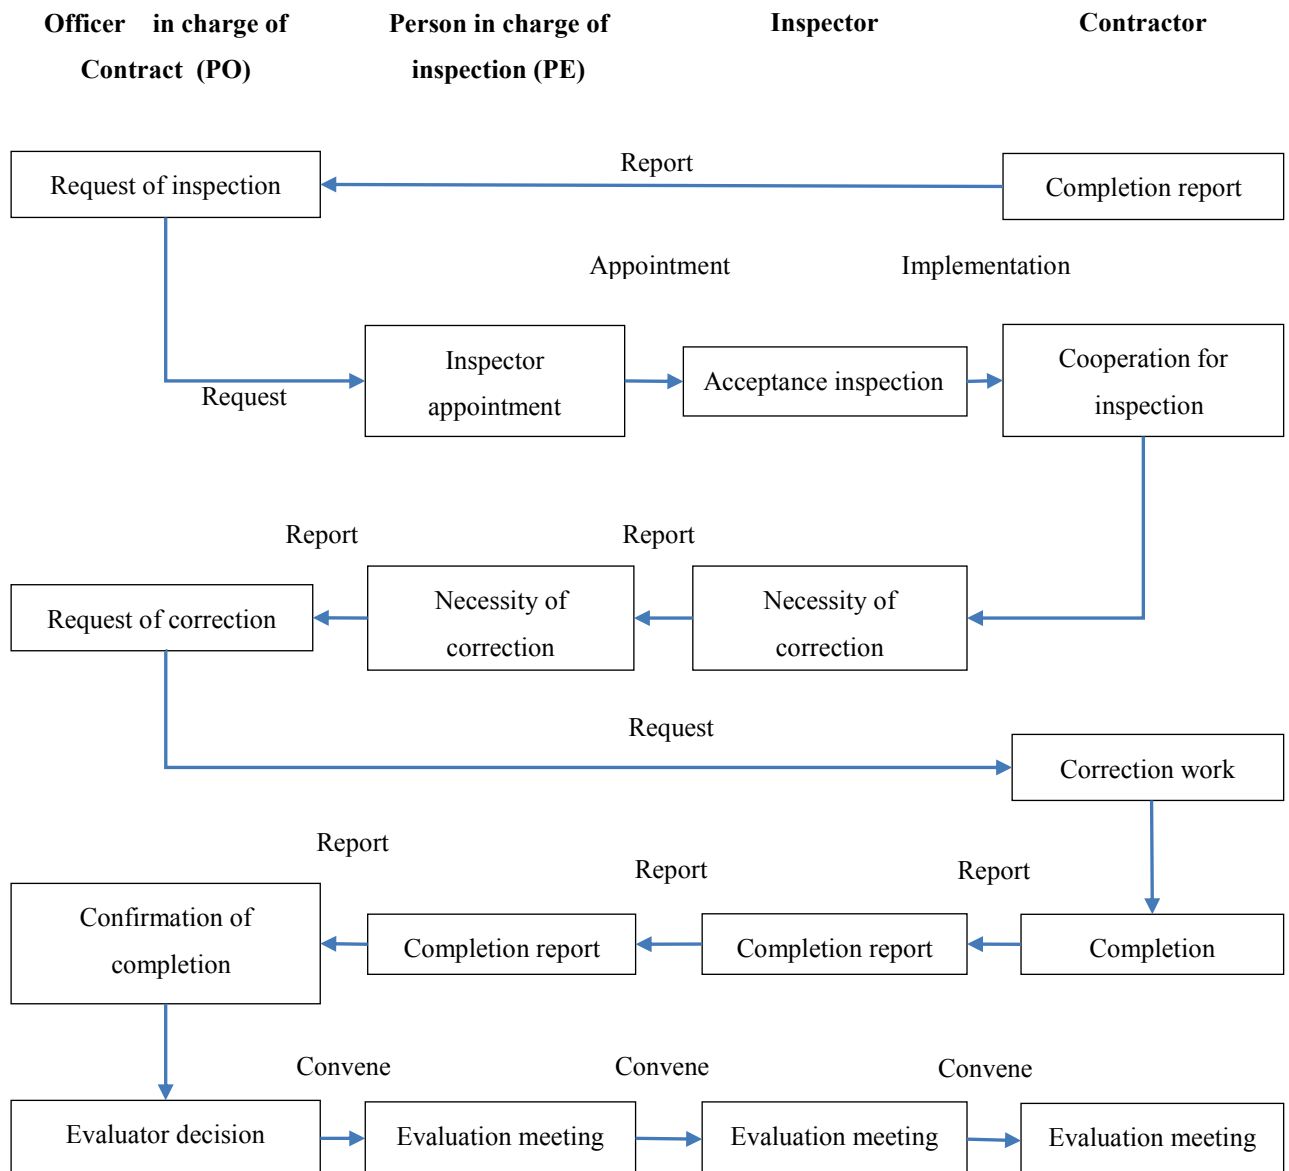 Officer in charge of
Contract (PO)
Person in charge of
inspection (PE)
Inspector
Contractor
Report
Request of inspection
Completion report
Appointment
Implementation
Inspector
appointment
Acceptance inspection
Cooperation for
inspection
Request
Report
Report
Request of correction
Necessity of
correction
Necessity of
correction
Request
Correction work
Report
Report
Report
Confirmation of
completion
Completion report
Completion report
Completion
Convene
Convene
Convene
Evaluator decision
Evaluation meeting
Evaluation meeting
Evaluation meeting